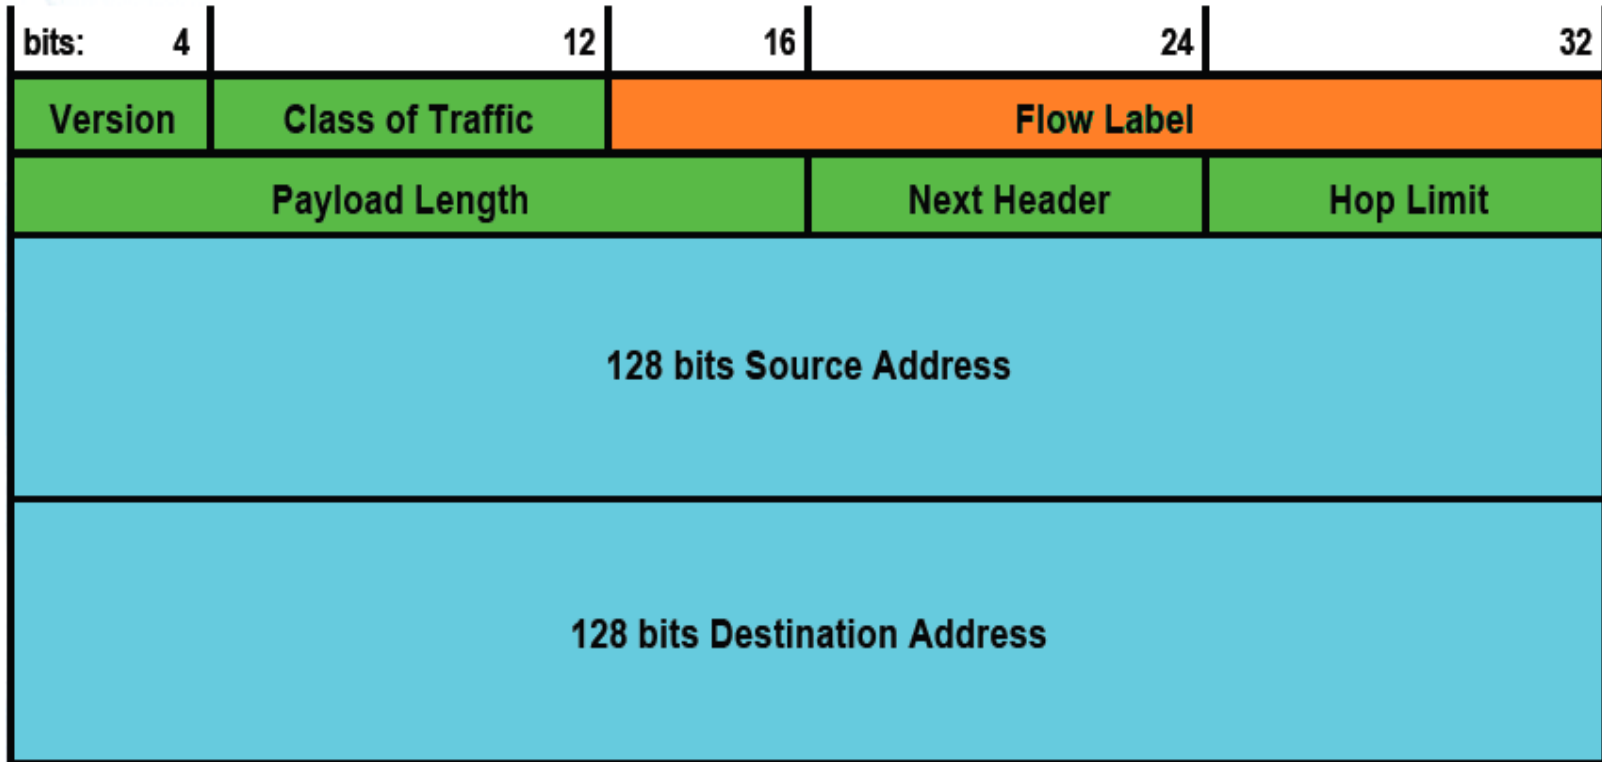 bits: 4 12 16 24 32
Version Class of Traffic Flow Label
Payload Length Next Header Hop Limit
128 bits Source Address
128 bits Destination Address